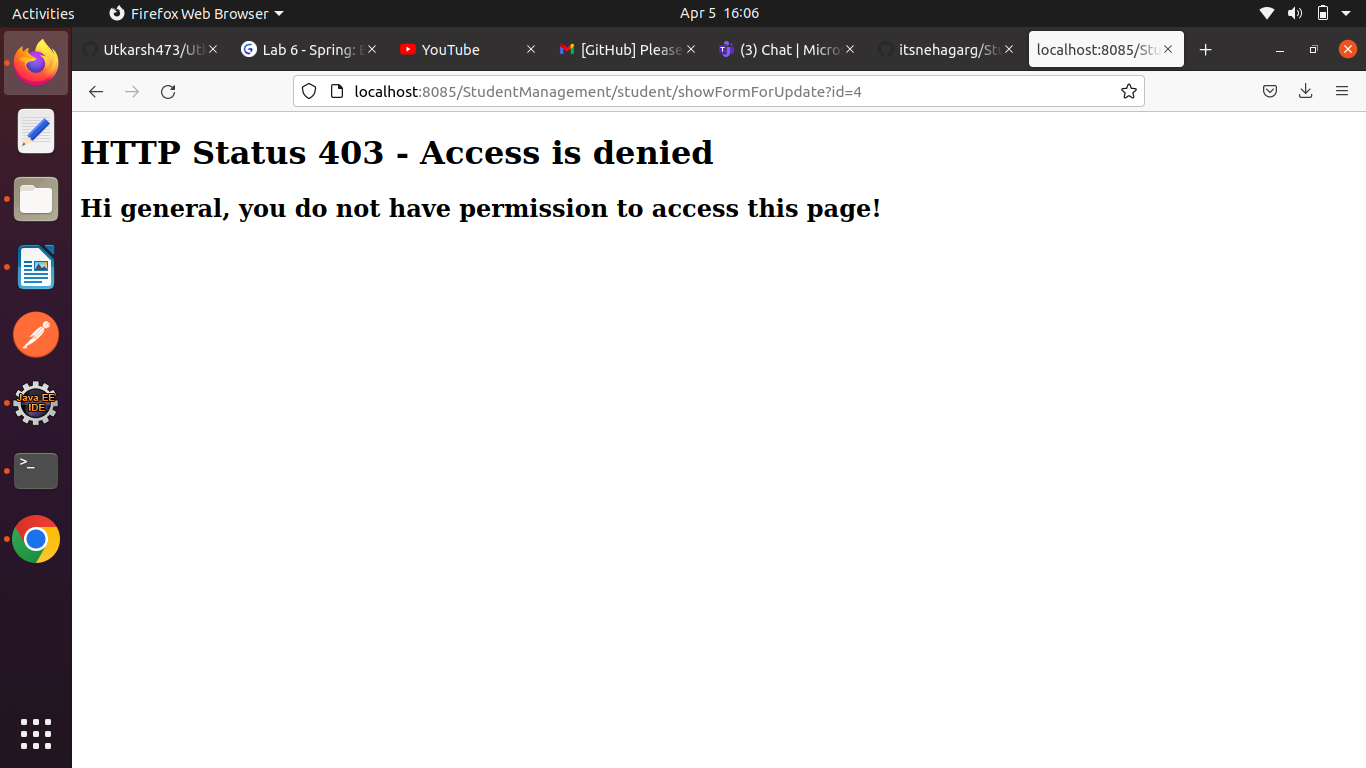 Activities
Firefox Web Browser
Apr 5 16:06
Utkarsh473/Utk
Lab 6 - Spring: 
YouTube
[GitHub] Please
(3) Chat | Micro
itsnehagarg/Stu
localhost:8085/Stu
localhost:8085/StudentManagement/student/showFormForUpdate?id=4
HTTP Status 403 - Access is denied
Hi general, you do not have permission to access this page!
Java EE
IDE
>_